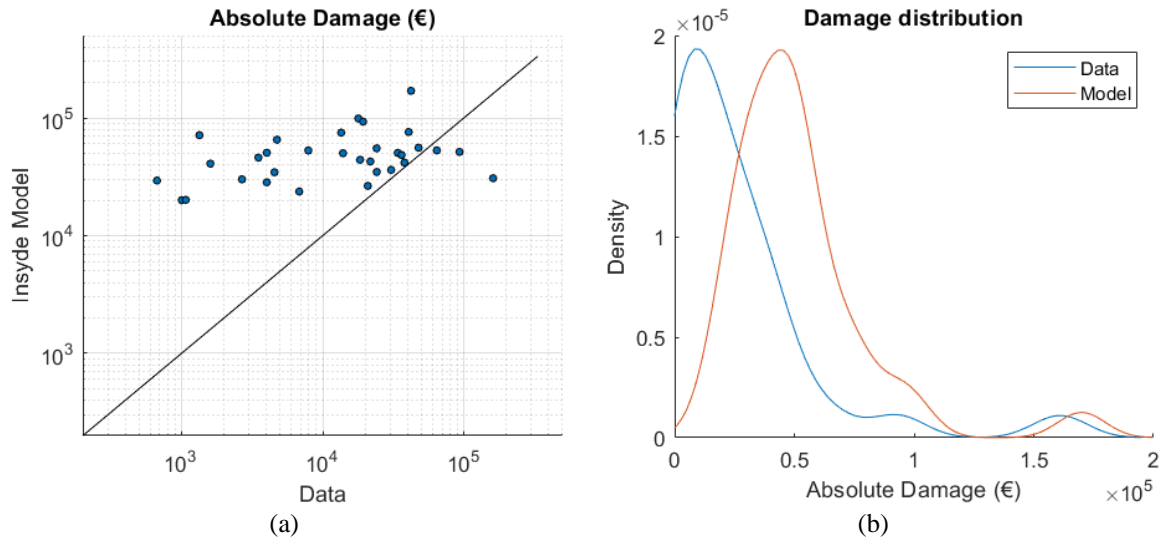 Absolute Damage (€)
10^5
10^4
10^3
Insyde Model
10^3
10^4
10^5
Data
(a)
Damage distribution
×10^-5
2
1.5
1
0.5
0
Density
Data
Model
0
0.5
1
1.5
2
Absolute Damage (€)
×10^5
(b)